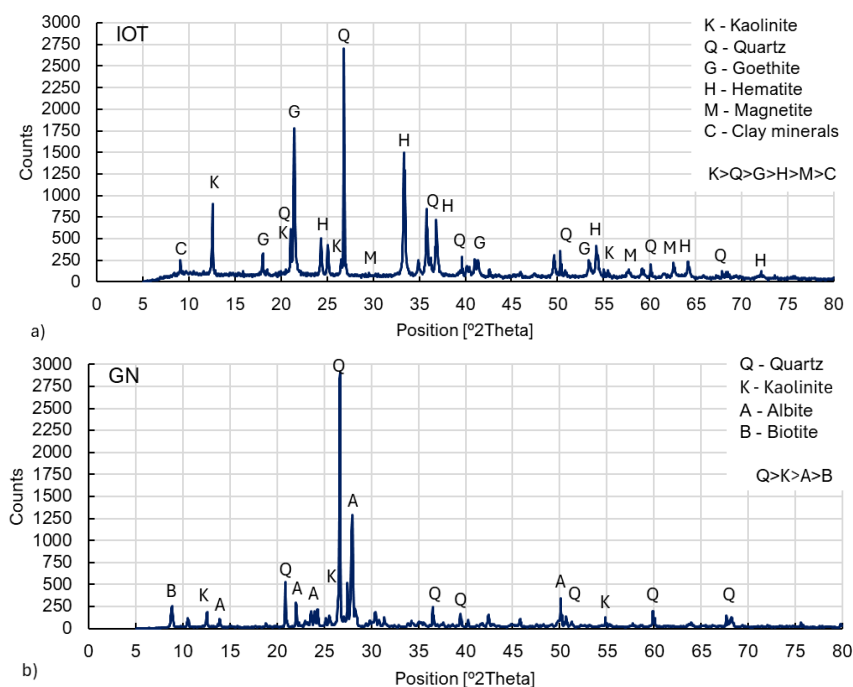 IOT
K - Kaolinite
Q - Quartz
G - Goethite
H - Hematite
M - Magnetite
C - Clay minerals
K>Q>G>H>M>C
3000
2750
2500
2250
2000
1750
1500
1250
1000
750
500
250
0
Counts
C
K
G
Q
K
G
H
K
Q
M
H
Q
H
Q
G
Q
G
H
K
M
Q
M
H
Q
H
0 5 10 15 20 25 30 35 40 45 50 55 60 65 70 75 80
Position [º2Theta]
a)
GN
Q - Quartz
K - Kaolinite
A - Albite
B - Biotite
Q>K>A>B
3000
2750
2500
2250
2000
1750
1500
1250
1000
750
500
250
0
Counts
B
K
A
Q
A
A
K
Q
A
Q
Q
A
Q
K
Q
Q
0 5 10 15 20 25 30 35 40 45 50 55 60 65 70 75 80
Position [º2Theta]
b)